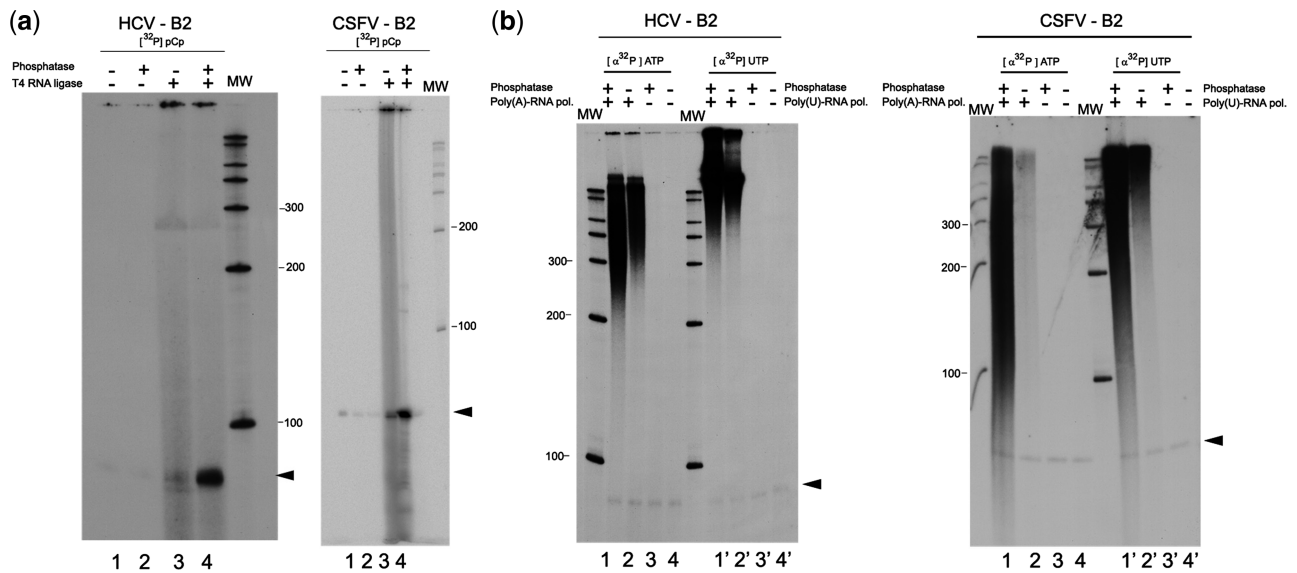 (a)
HCV - B2
[32P] pCp
Phosphatase - + - +
T4 RNA ligase - - + + MW
300
200
100
1 2 3 4
CSFV - B2
[32P] pCp
- + - +
- - + + MW
200
100
1 2 3 4
(b)
HCV - B2
[α32P] ATP [α32P] UTP
Phosphatase + - + - + - + - Phosphatase
Poly(A)-RNA pol. + + - - + + - - Poly(U)-RNA pol.
MW MW
300
200
100
1 2 3 4 1' 2' 3' 4'
CSFV - B2
[α32P] ATP [α32P] UTP
Phosphatase + - + - + - + - Phosphatase
Poly(A)-RNA pol. + + - - + + - - Poly(U)-RNA pol.
MW MW
300
200
100
1 2 3 4 1' 2' 3' 4'